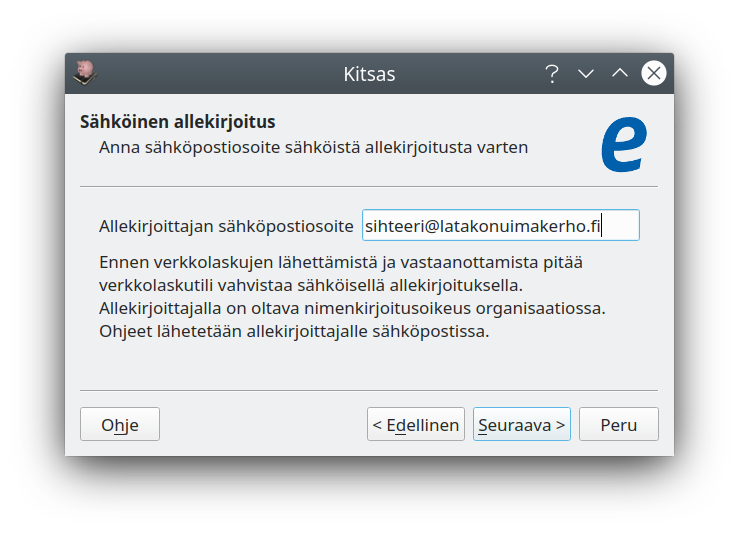 Kitsas
Sähköinen allekirjoitus
Anna sähköpostiosoite sähköistä allekirjoitusta varten
e
Allekirjoittajan sähköpostiosoite sihteeri@latakonuimakerho.fi
Ennen verkkolaskujen lähettämistä ja vastaanottamista pitää
verkkolaskutili vahvistaa sähköisellä allekirjoituksella.
Allekirjoittajalla on oltava nimenkirjoitusoikeus organisaatiossa.
Ohjeet lähetetään allekirjoittajalle sähköpostissa.
Ohje < Edellinen Seuraava > Peru